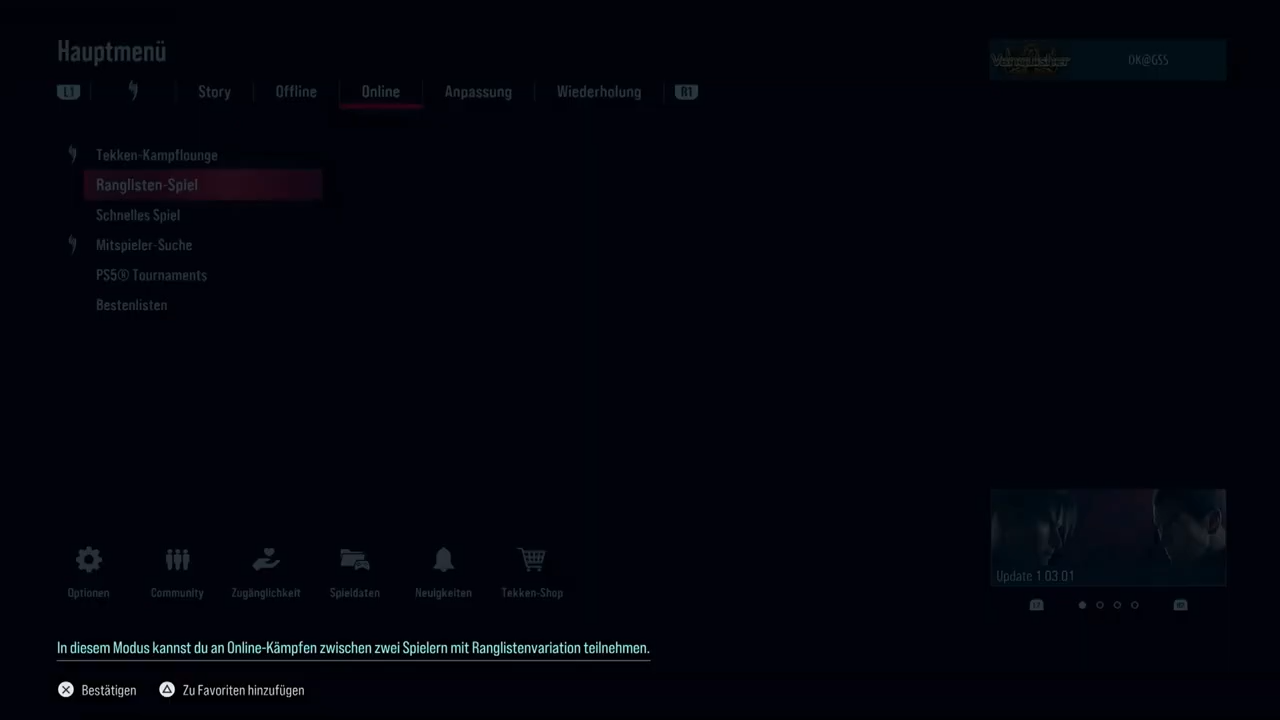 Hauptmenü
Vanquisher OK@GSS
L1 Story Offline Online Anpassung Wiederholung R1
Tekken-Kampflounge
Ranglisten-Spiel
Schnelles Spiel
Mitspieler-Suche
PS5® Tournaments
Bestenlisten
Update 1.03.01
Optionen Community Zugänglichkeit Spieldaten Neuigkeiten Tekken-Shop
In diesem Modus kannst du an Online-Kämpfen zwischen zwei Spielern mit Ranglistenvariation teilnehmen.
Bestätigen Zu Favoriten hinzufügen